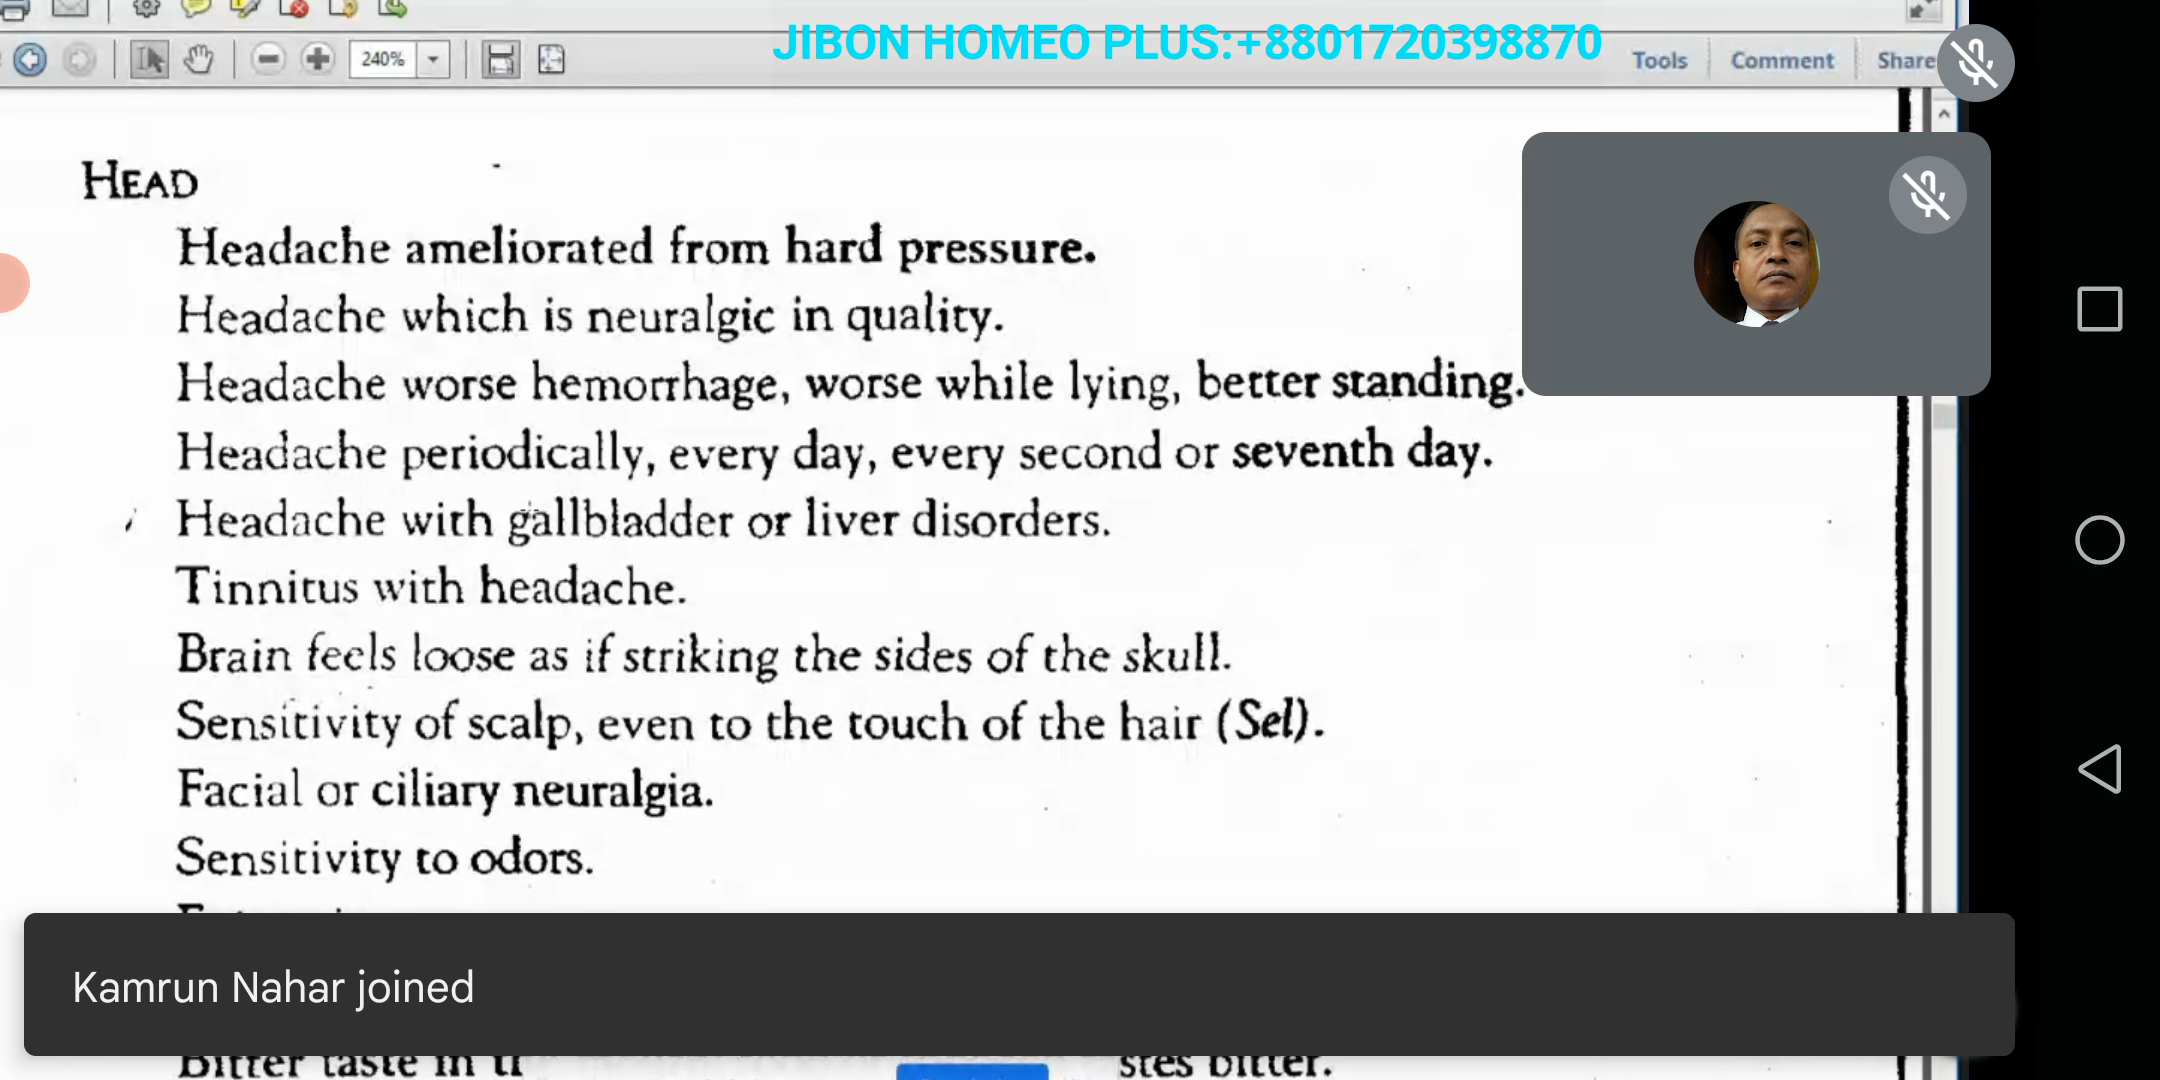 JIBON HOMEO PLUS:+8801720398870
240%
Tools Comment Share
HEAD
Headache ameliorated from hard pressure.
Headache which is neuralgic in quality.
Headache worse hemorrhage, worse while lying, better standing.
Headache periodically, every day, every second or seventh day.
Headache with gallbladder or liver disorders.
Tinnitus with headache.
Brain feels loose as if striking the sides of the skull.
Sensitivity of scalp, even to the touch of the hair (Sel).
Facial or ciliary neuralgia.
Sensitivity to odors.
Kamrun Nahar joined
Bitter taste in bitter.